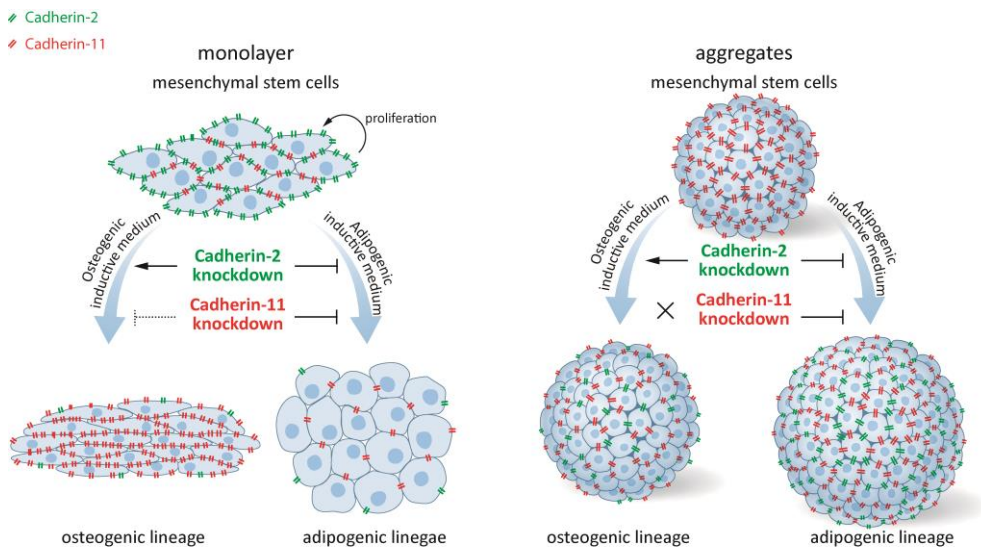 Cadherin-2
Cadherin-11
monolayer
mesenchymal stem cells
proliferation
Osteogenic
inductive medium
Adipogenic
inductive medium
Cadherin-2
knockdown
Cadherin-11
knockdown
osteogenic lineage
adipogenic linegae
aggregates
mesenchymal stem cells
Osteogenic
inductive medium
Adipogenic
inductive medium
Cadherin-2
knockdown
Cadherin-11
knockdown
osteogenic lineage
adipogenic lineage